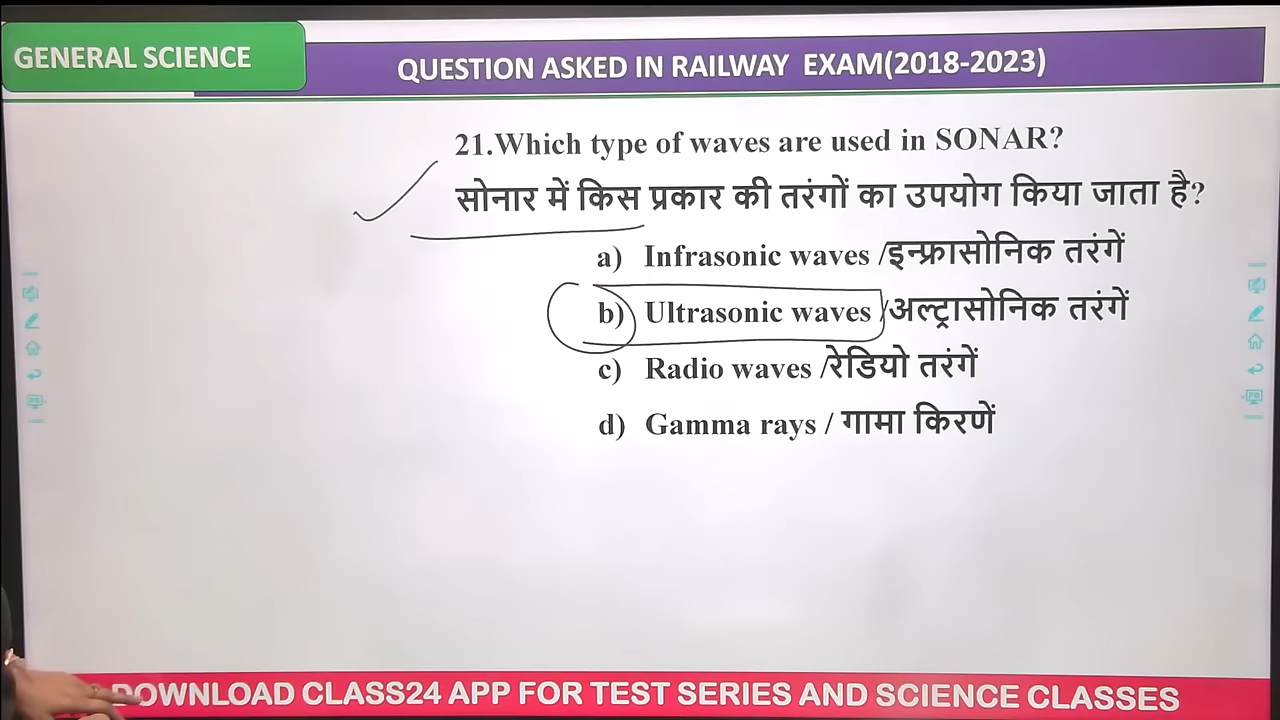 GENERAL SCIENCE
QUESTION ASKED IN RAILWAY EXAM(2018-2023)
21.Which type of waves are used in SONAR?
सोनार में किस प्रकार की तरंगों का उपयोग किया जाता है?
a) Infrasonic waves /इन्फ्रासोनिक तरंगें
b) Ultrasonic waves /अल्ट्रासोनिक तरंगें
c) Radio waves /रेडियो तरंगें
d) Gamma rays / गामा किरणें
DOWNLOAD CLASS24 APP FOR TEST SERIES AND SCIENCE CLASSES